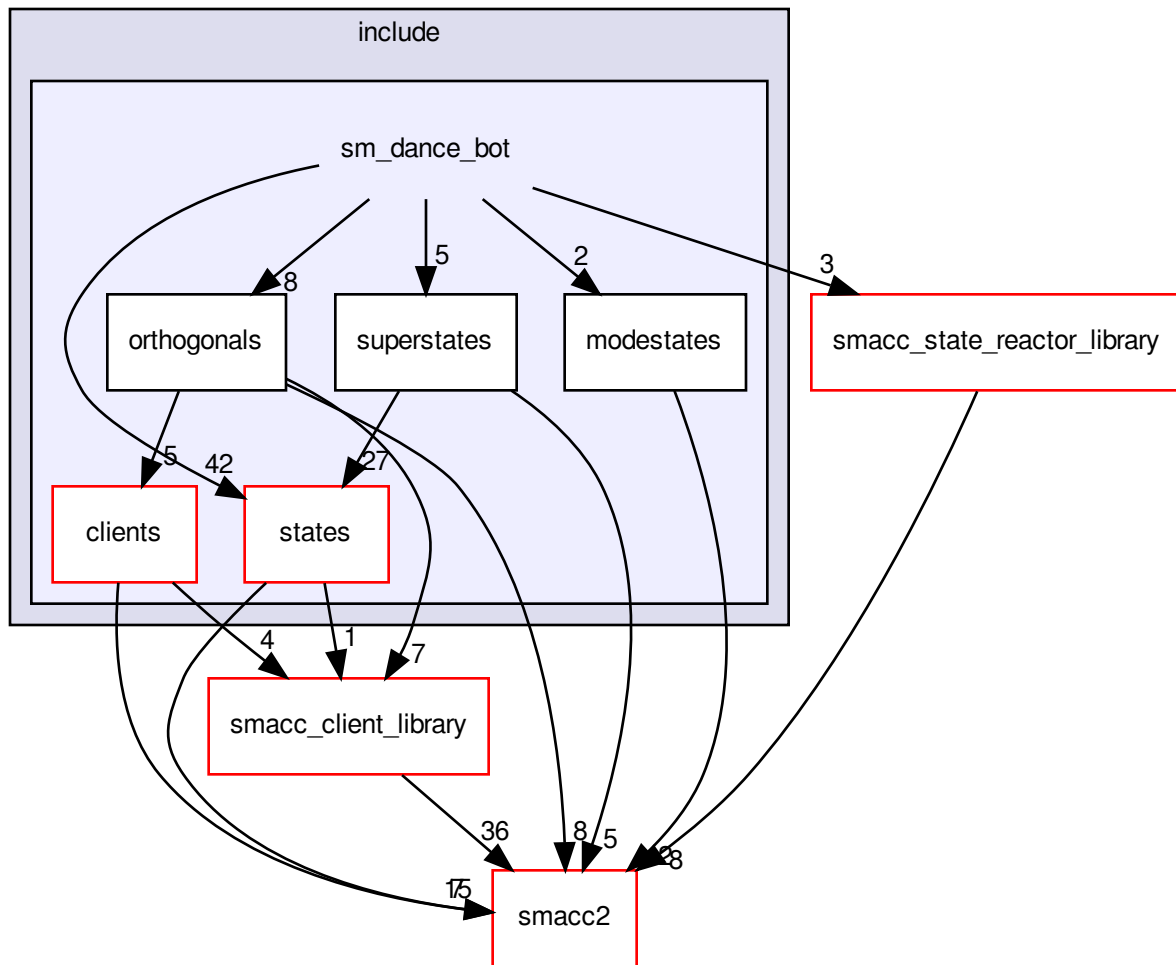 include
sm_dance_bot
5
2
3
8
orthogonals
superstates
modestates
smacc_state_reactor_library
5
42
27
clients
states
4
1
7
smacc_client_library
36
8
5
8
smacc2